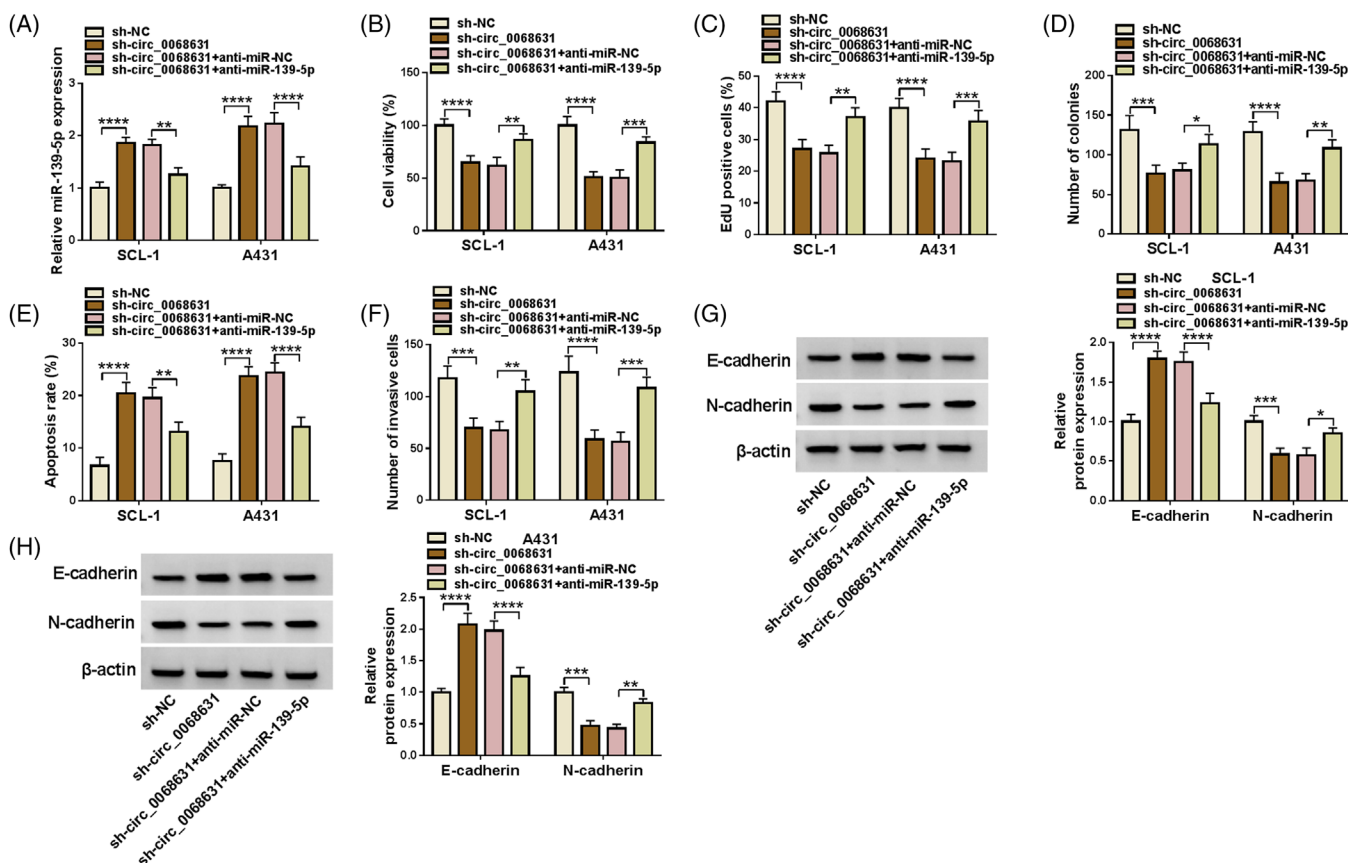 (A)
sh-NC
sh-circ_0068631
sh-circ_0068631+anti-miR-NC
sh-circ_0068631+anti-miR-139-5p
Relative miR-139-5p expression
3
2
1
0
**** ** **** ****
SCL-1 A431
(B)
sh-NC
sh-circ_0068631
sh-circ_0068631+anti-miR-NC
sh-circ_0068631+anti-miR-139-5p
Cell viability (%)
150
100
50
0
**** ** **** ***
SCL-1 A431
(C)
sh-NC
sh-circ_0068631
sh-circ_0068631+anti-miR-NC
sh-circ_0068631+anti-miR-139-5p
EdU positive cells (%)
50
40
30
20
10
0
**** ** **** ***
SCL-1 A431
(D)
sh-NC
sh-circ_0068631
sh-circ_0068631+anti-miR-NC
sh-circ_0068631+anti-miR-139-5p
Number of colonies
200
150
100
50
0
*** * **** **
SCL-1 A431
(E)
sh-NC
sh-circ_0068631
sh-circ_0068631+anti-miR-NC
sh-circ_0068631+anti-miR-139-5p
Apoptosis rate (%)
30
20
10
0
**** ** **** ****
SCL-1 A431
(F)
sh-NC
sh-circ_0068631
sh-circ_0068631+anti-miR-NC
sh-circ_0068631+anti-miR-139-5p
Number of invasive cells
150
100
50
0
*** ** **** ***
SCL-1 A431
(G)
E-cadherin
N-cadherin
β-actin
sh-NC
sh-circ_0068631
sh-circ_0068631+anti-miR-NC
sh-circ_0068631+anti-miR-139-5p
SCL-1
sh-NC
sh-circ_0068631
sh-circ_0068631+anti-miR-NC
sh-circ_0068631+anti-miR-139-5p
Relative
protein expression
2.0
1.5
1.0
0.5
0.0
**** **** *** *
E-cadherin N-cadherin
(H)
E-cadherin
N-cadherin
β-actin
sh-NC
sh-circ_0068631
sh-circ_0068631+anti-miR-NC
sh-circ_0068631+anti-miR-139-5p
A431
sh-NC
sh-circ_0068631
sh-circ_0068631+anti-miR-NC
sh-circ_0068631+anti-miR-139-5p
Relative
protein expression
2.5
2.0
1.5
1.0
0.5
0.0
**** **** *** **
E-cadherin N-cadherin